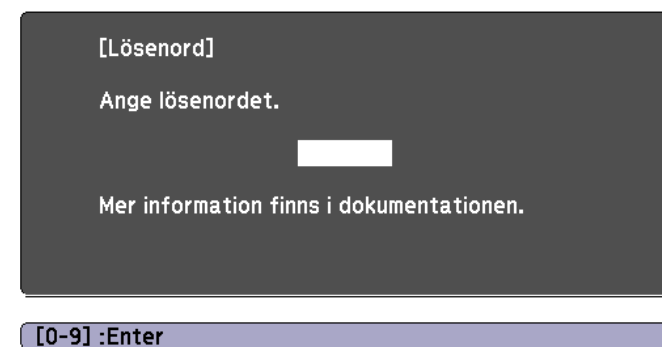 [Lösenord]
Ange lösenordet.
Mer information finns i dokumentationen.
[0-9] :Enter